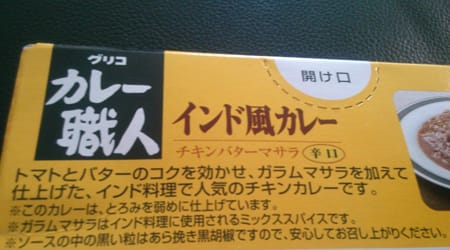 グリコ
カレー
職人
開け口
インド風カレー
チキンバターマサラ 辛口
トマトとバターのコクを効かせ、ガラムマサラを加えて
仕上げた、インド料理で人気のチキンカレーです。
※このカレーは、とろみを弱めに仕上げています。
※ガラムマサラはインド料理に使用されるミックススパイスです。
※ソースの中の黒い粒はあら挽き黒胡椒ですので、安心してお召し上がりください。